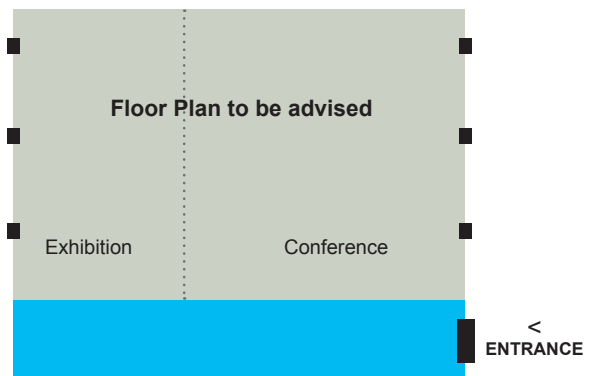 Floor Plan to be advised
Exhibition
Conference
<
ENTRANCE